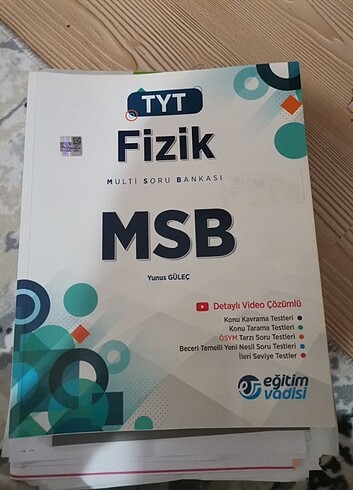 TYT
Fizik
MULTİ SORU BANKASI
MSB
Yunus GÜLEÇ
Detaylı Video Çözümlü
Konu Kavrama Testleri
Konu Tarama Testleri
ÖSYM Tarzı Soru Testleri
Beceri Temelli Yeni Nesil Soru Testleri
İleri Seviye Testler
eğitim
vadisi